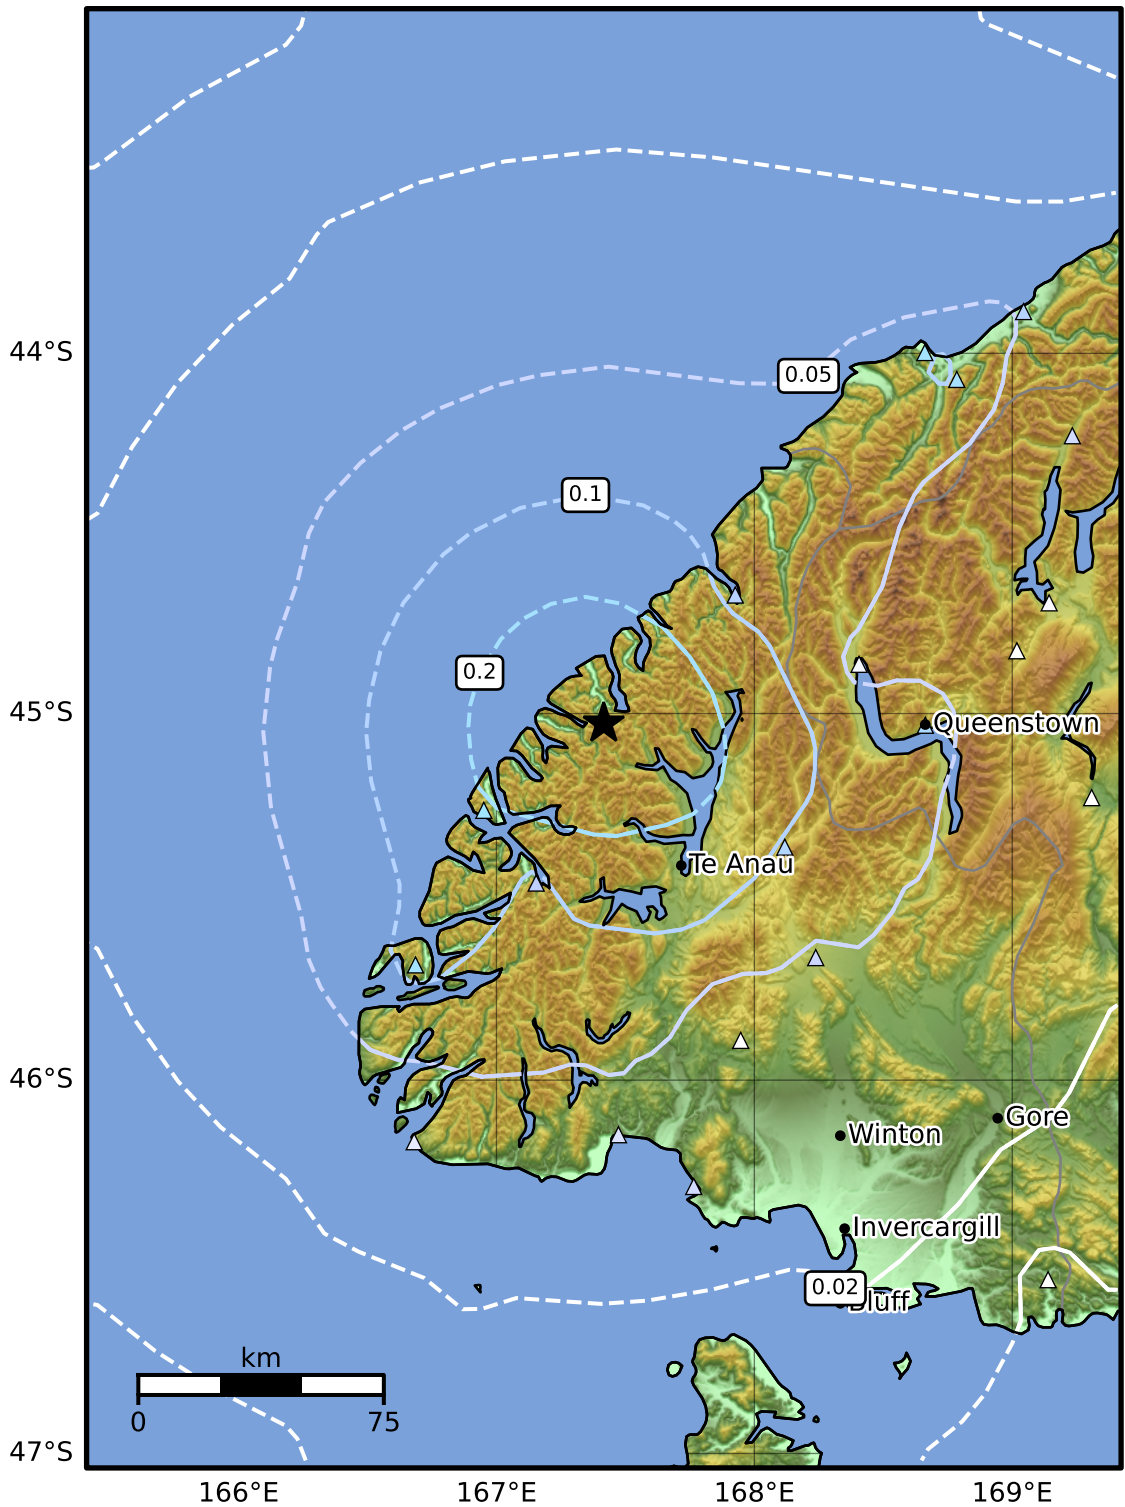 44°S
0.05
0.1
0.2
45°S
Queenstown
Te Anau
46°S
Gore
Winton
Invercargill
0.02
Bluff
km
0 75
47°S
166°E 167°E 168°E 169°E